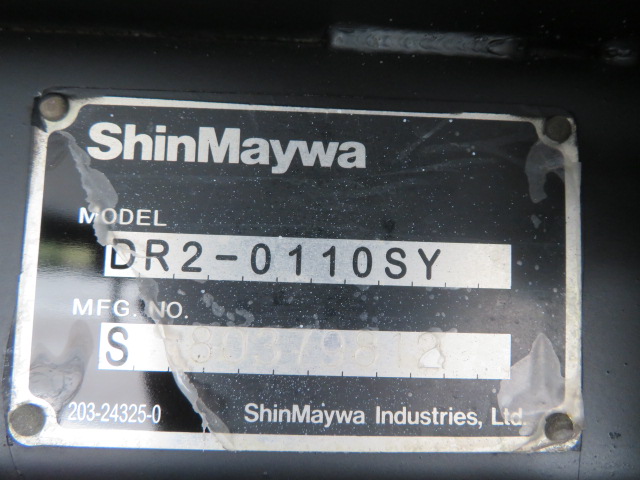 ShinMaywa
MODEL
DR2-0110SY
MFG. NO.
S
203-24325-0
ShinMaywa Industries, Ltd.